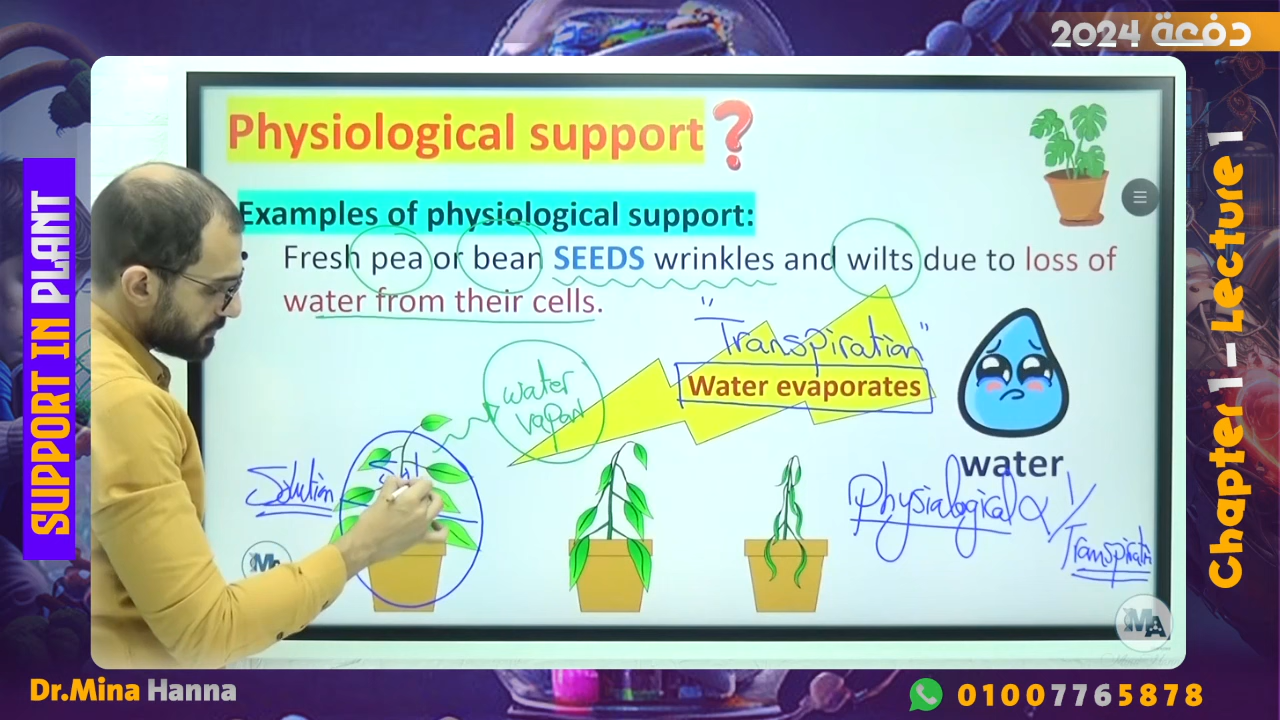 دفعة 2024
Physiological support?
Examples of physiological support:
• Fresh pea or bean SEEDS wrinkles and wilts due to loss of
water from their cells.
"Transpiration"
Water evaporates
water
Solution
water
Physiological ∝ 1/
MA
SUPPORT IN PLANT
Chapter 1 - Lecture 1
Dr.Mina Hanna
01007765878